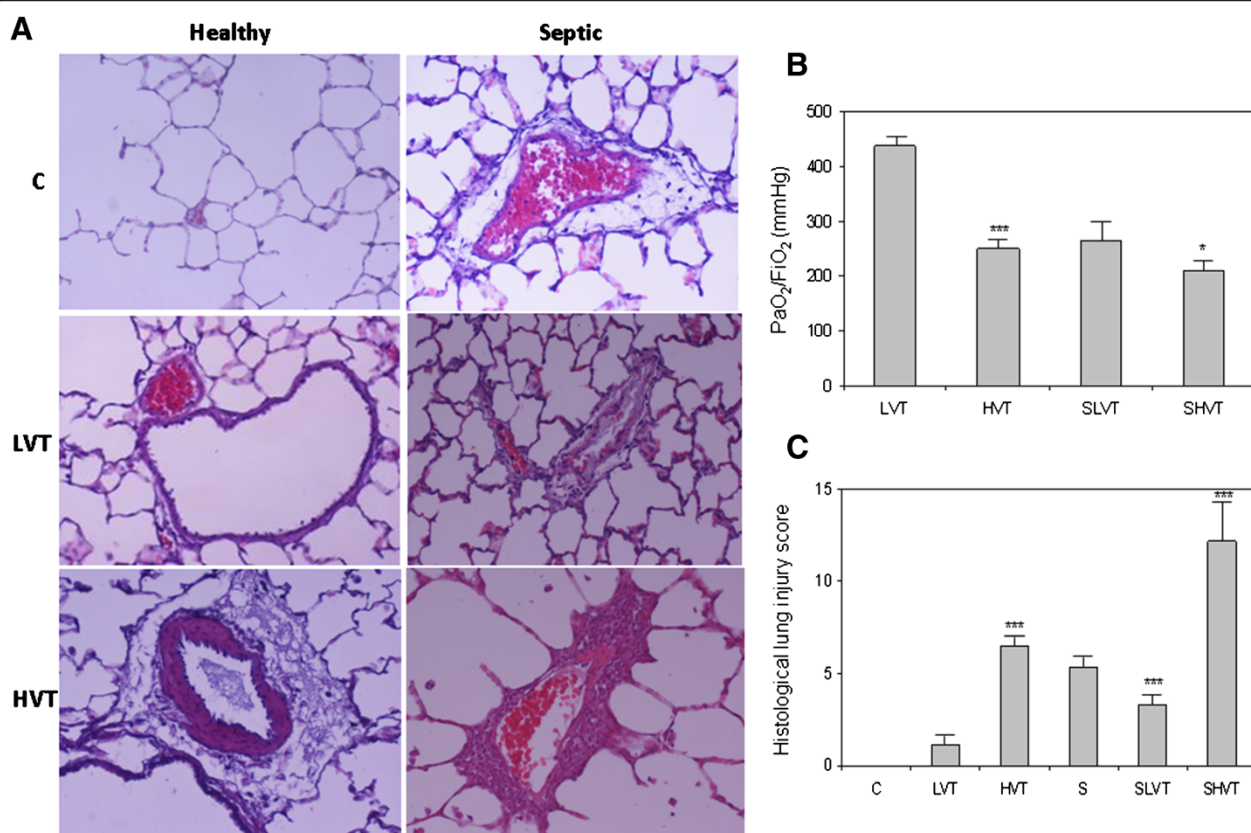 A
Healthy
Septic
C
LVT
HVT
B
500
400
300
200
100
0
PaO2/FiO2 (mmHg)
***
*
LVT
HVT
SLVT
SHVT
C
15
10
5
0
Histological lung injury score
***
***
***
C
LVT
HVT
S
SLVT
SHVT